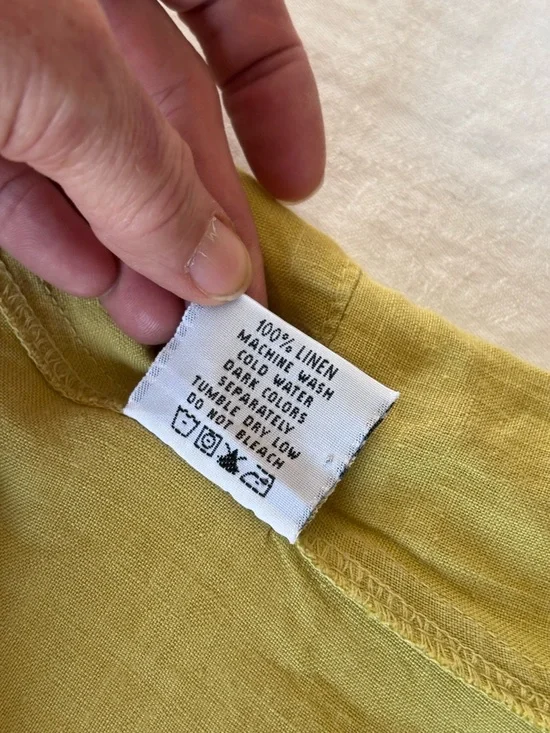 100% LINEN
MACHINE WASH
COLD WATER
DARK COLORS
SEPARATELY
TUMBLE DRY LOW
DO NOT BLEACH